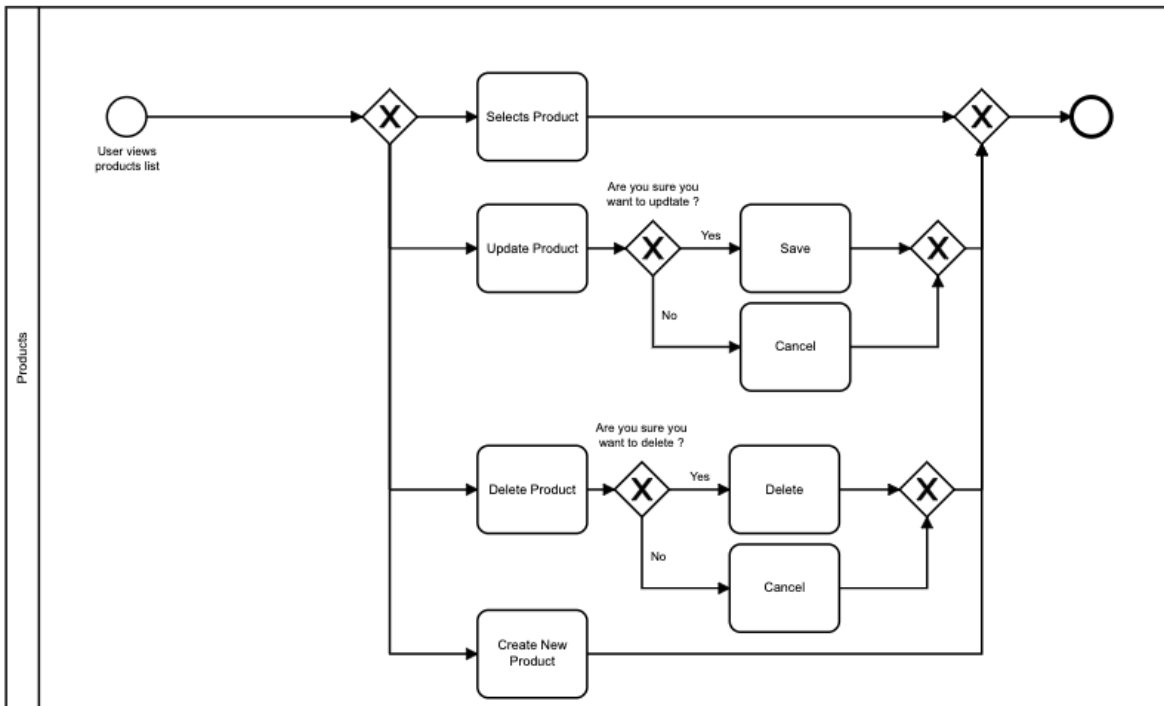 Products
User views
products list
X
Selects Product
X
Are you sure you
want to updtate ?
Update Product
X
Yes
Save
X
No
Cancel
Are you sure you
want to delete ?
Delete Product
X
Yes
Delete
X
No
Cancel
Create New
Product